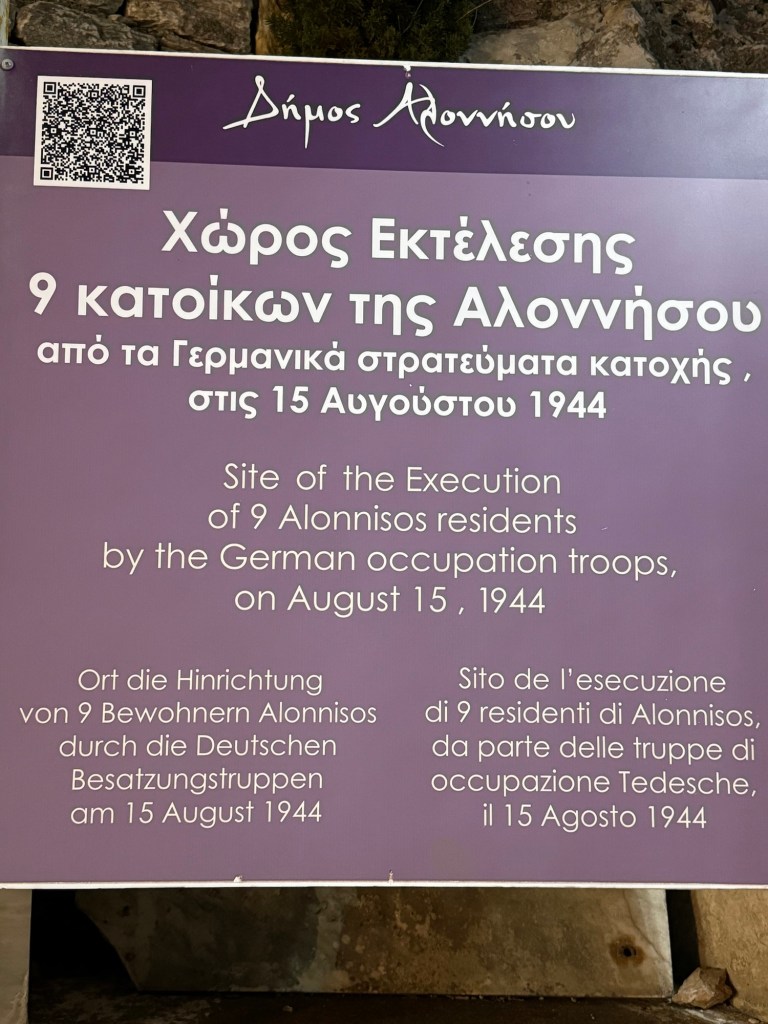 Δήμος Αλοννήσου
Χώρος Εκτέλεσης
9 κατοίκων της Αλοννήσου
από τα Γερμανικά στρατεύματα κατοχής ,
στις 15 Αυγούστου 1944
Site of the Execution
of 9 Alonnisos residents
by the German occupation troops,
on August 15 , 1944
Ort die Hinrichtung
von 9 Bewohnern Alonnisos
durch die Deutschen
Besatzungstruppen
am 15 August 1944
Sito de l'esecuzione
di 9 residenti di Alonnisos,
da parte delle truppe di
occupazione Tedesche,
il 15 Agosto 1944